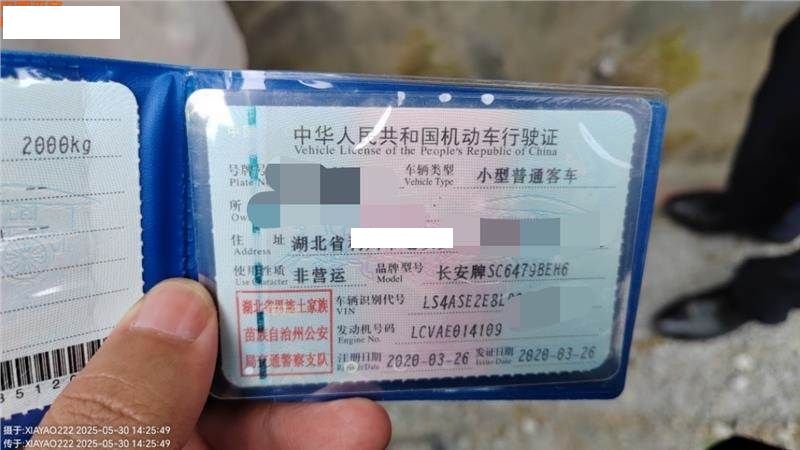 2000kg
中华人民共和国机动车行驶证
Vehicle License of the People's Republic of China
号牌
Plate
车辆类型
Vehicle Type
小型普通客车
所
住 址
Address
湖北省
使用性质
Use Character
非营运
品牌型号
Model
长安牌SC6479BEH6
湖北省恩施土家族
苗族自治州公安
局交通警察支队
车辆识别代号
VIN
LS4ASE2E8L
发动机号码
Engine No.
LCVAE014109
注册日期
Register Date
2020-03-26
发证日期
Issue Date
2020-03-26
摄于:XIAYAO222 2025-05-30 14:25:49
传于:XIAYAO222 2025-05-30 14:25:49